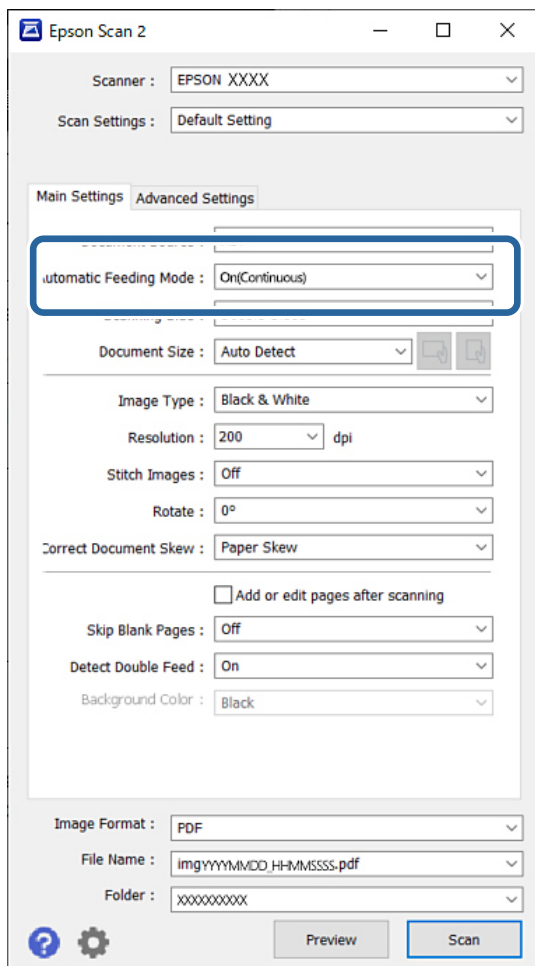 Epson Scan 2
Scanner : EPSON XXXX
Scan Settings : Default Setting
Main Settings Advanced Settings
utomatic Feeding Mode : On(Continuous)
Document Size : Auto Detect
Image Type : Black & White
Resolution : 200 dpi
Stitch Images : Off
Rotate : 0°
Correct Document Skew : Paper Skew
Add or edit pages after scanning
Skip Blank Pages : Off
Detect Double Feed : On
Background Color : Black
Image Format : PDF
File Name : imgYYYYMMDD_HHMMSSSS.pdf
Folder : XXXXXXXXXX
? Preview Scan